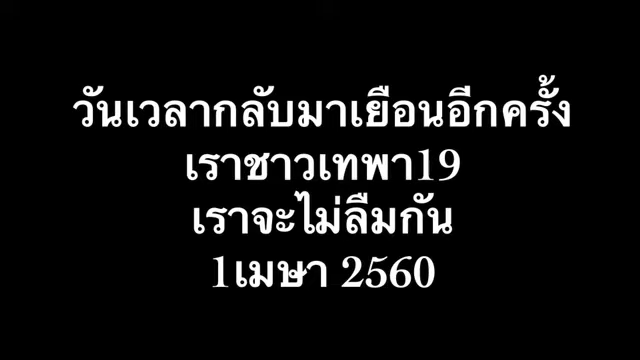 วันเวลากลับมาเยือนอีกครั้ง
เราชาวเทพา19
เราจะไม่ลืมกัน
1เมษา 2560